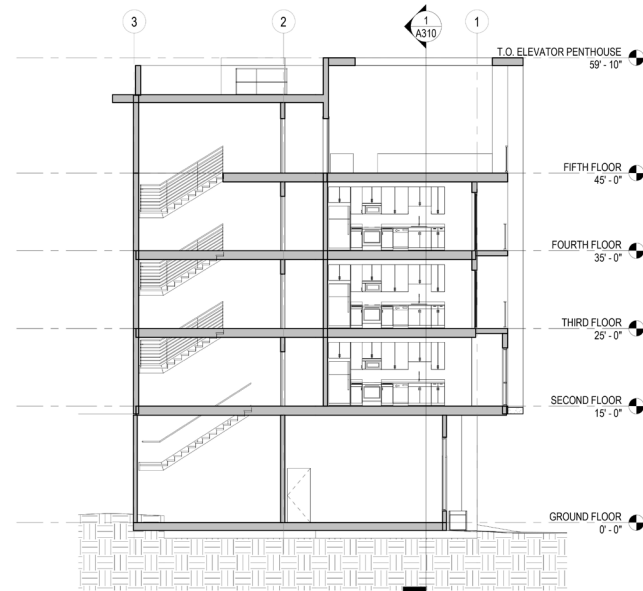 3
2
1
A310
1
T.O. ELEVATOR PENTHOUSE
59' - 10"
FIFTH FLOOR
45' - 0"
FOURTH FLOOR
35' - 0"
THIRD FLOOR
25' - 0"
SECOND FLOOR
15' - 0"
GROUND FLOOR
0' - 0"